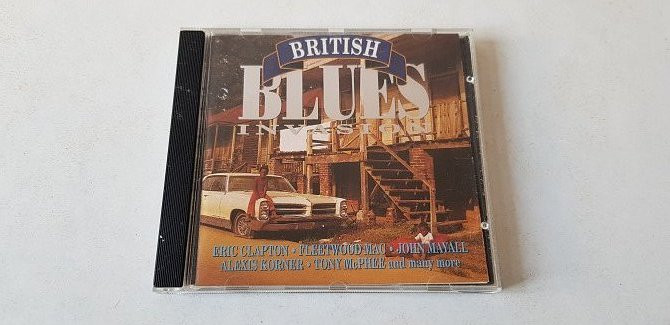 BRITISH
BLUES
INVASION
ERIC CLAPTON · FLEETWOOD MAC · JOHN MAYALL
ALEXIS KORNER · TONY McPHEE and many more